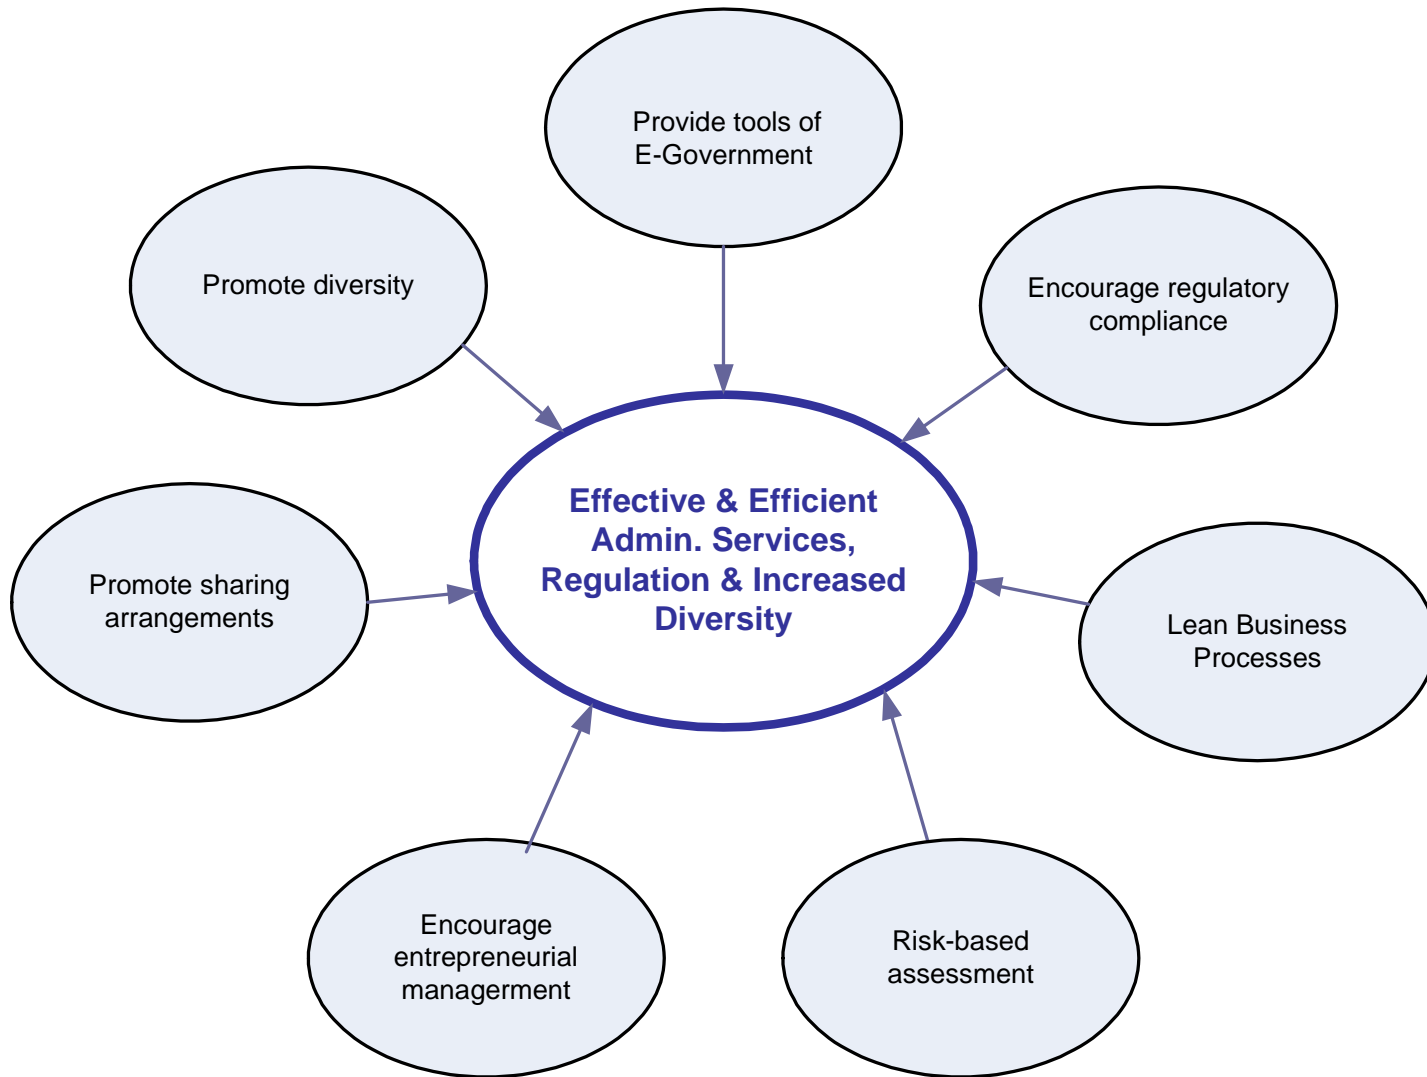 Provide tools of
E-Government
Promote diversity
Encourage regulatory
compliance
Effective & Efficient
Admin. Services,
Regulation & Increased
Diversity
Promote sharing
arrangements
Lean Business
Processes
Encourage
entrepreneurial
managerment
Risk-based
assessment